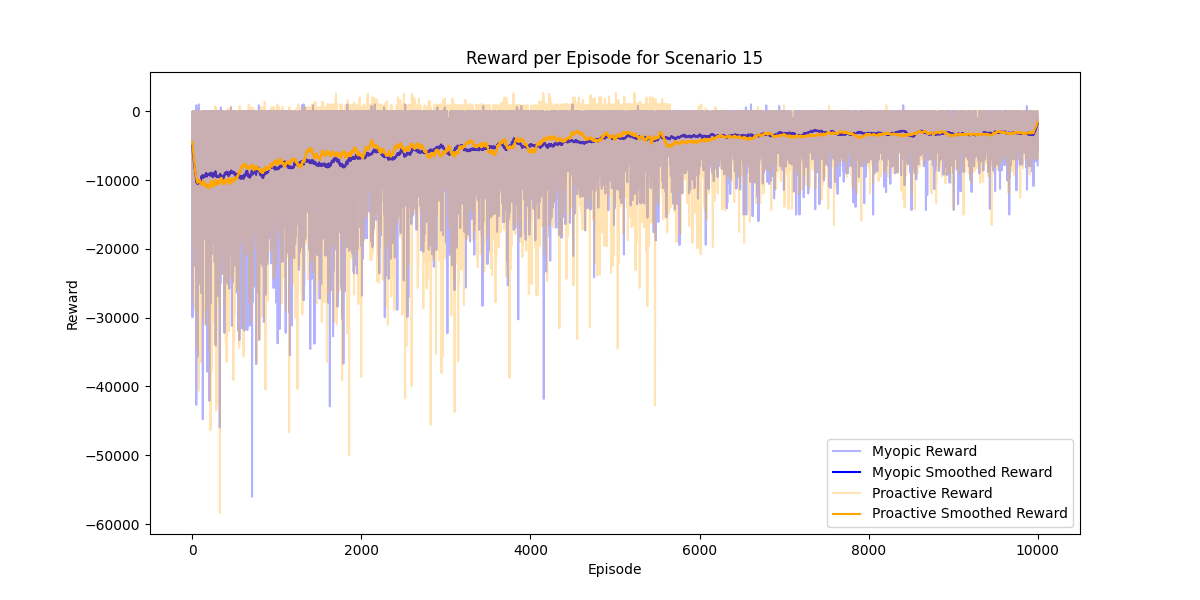 Reward per Episode for Scenario 15
Reward
0
−10000
−20000
−30000
−40000
−50000
−60000
0 2000 4000 6000 8000 10000
Episode
Myopic Reward
Myopic Smoothed Reward
Proactive Reward
Proactive Smoothed Reward